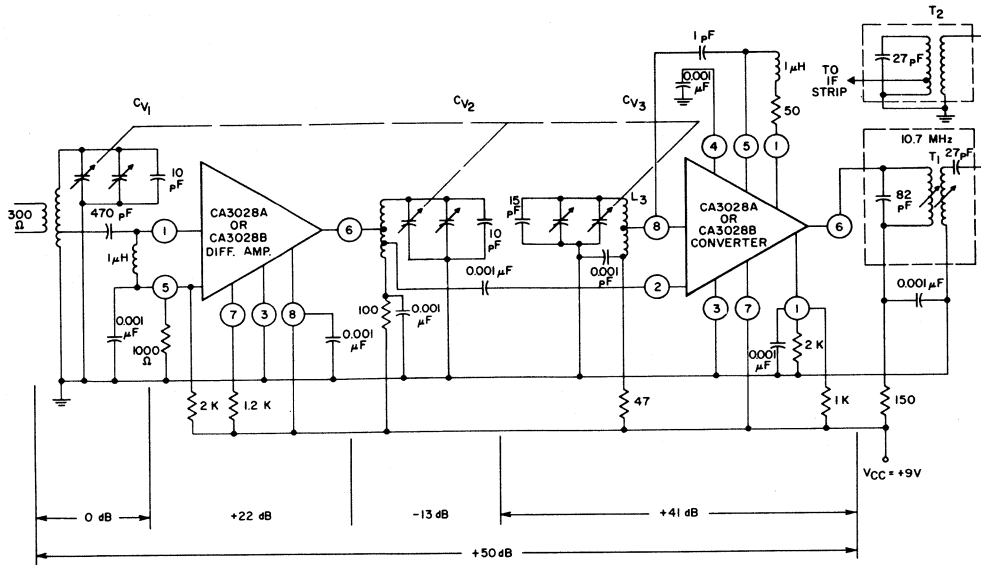 T2
27 pF
TO
IF
STRIP
1 pF
0.001
μF
1 μH
50
CV1
CV2
CV3
4
5
1
10.7 MHz
T1
27 pF
82
pF
10
pF
300
Ω
470 pF
1
CA3028A
OR
CA3028B
DIFF. AMP.
6
10 pF
15 pF
L3
8
CA3028A
OR
CA3028B
CONVERTER
6
1 μH
0.001 μF
0.001
pF
2
5
7
3
8
100
0.001
μF
3
7
1
0.001 μF
0.001
μF
1000
Ω
0.001
μF
0.001
μF
2 K
2 K
1.2 K
47
1 K
150
VCC = +9V
0 dB
+22 dB
-13 dB
+41 dB
+50 dB